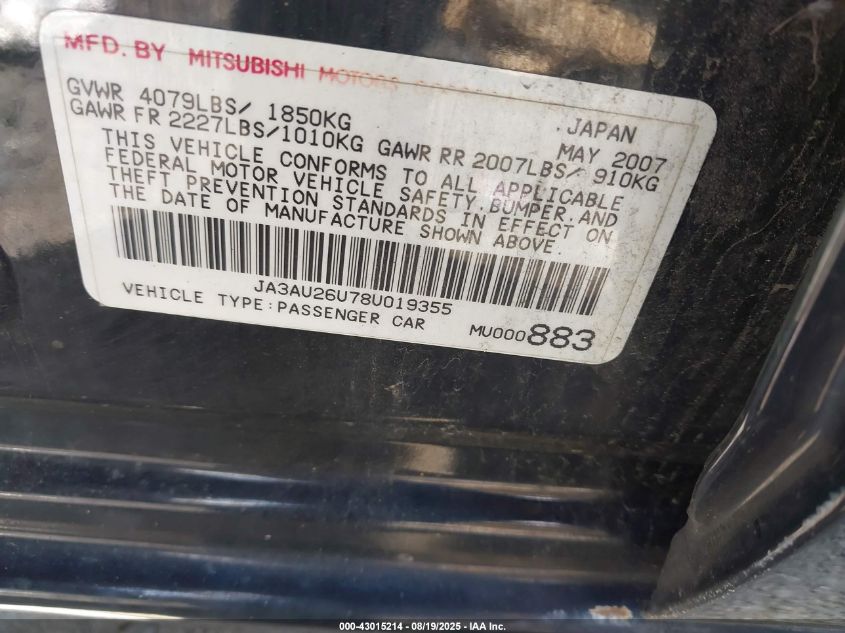 MFD. BY MITSUBISHI MOTORS
GVWR 4079LBS/ 1850KG JAPAN
GAWR FR 2227LBS/1010KG GAWR RR 2007LBS/ 910KG MAY 2007
THIS VEHICLE CONFORMS TO ALL APPLICABLE
FEDERAL MOTOR VEHICLE SAFETY,BUMPER,AND
THEFT PREVENTION STANDARDS IN EFFECT ON
THE DATE OF MANUFACTURE SHOWN ABOVE.
JA3AU26U78U019355
VEHICLE TYPE:PASSENGER CAR MU000883
000-43015214 - 08/19/2025 - IAA Inc.